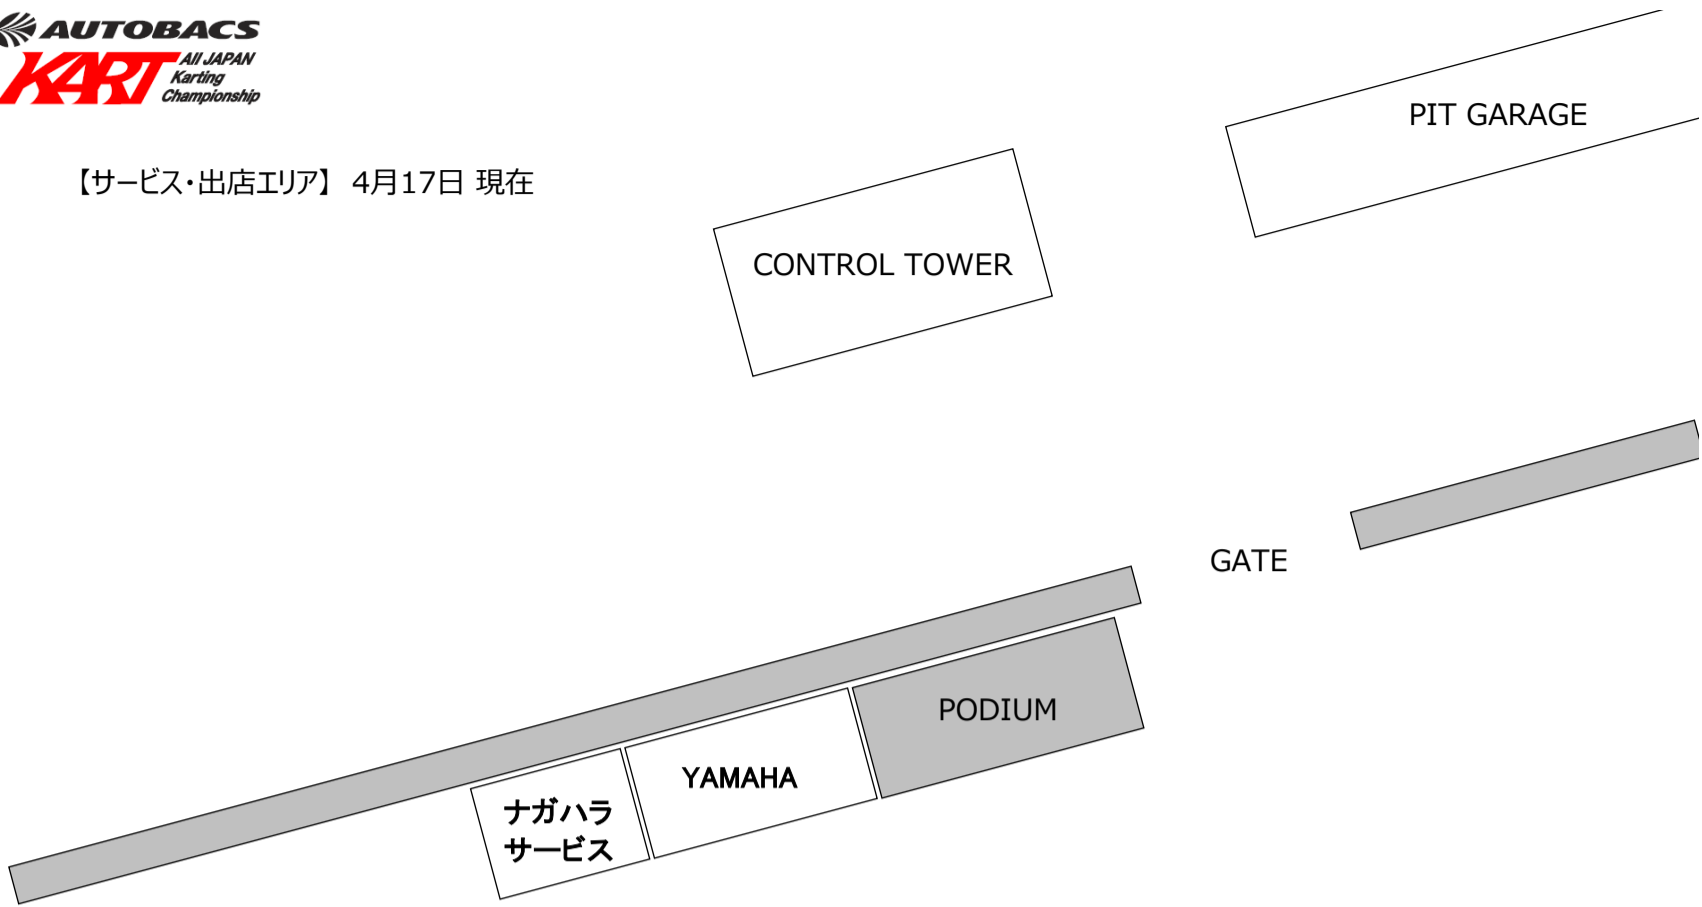 AUTOBACS
KART
All JAPAN
Karting
Championship
【サービス・出店エリア】 4月17日 現在
PIT GARAGE
CONTROL TOWER
GATE
PODIUM
YAMAHA
ナガハラ
サービス